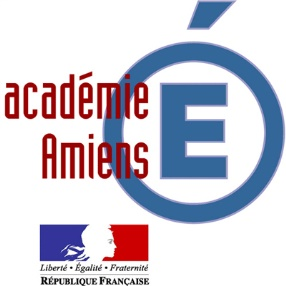 académie
Amiens
É
Liberté • Égalité • Fraternité
RÉPUBLIQUE FRANÇAISE